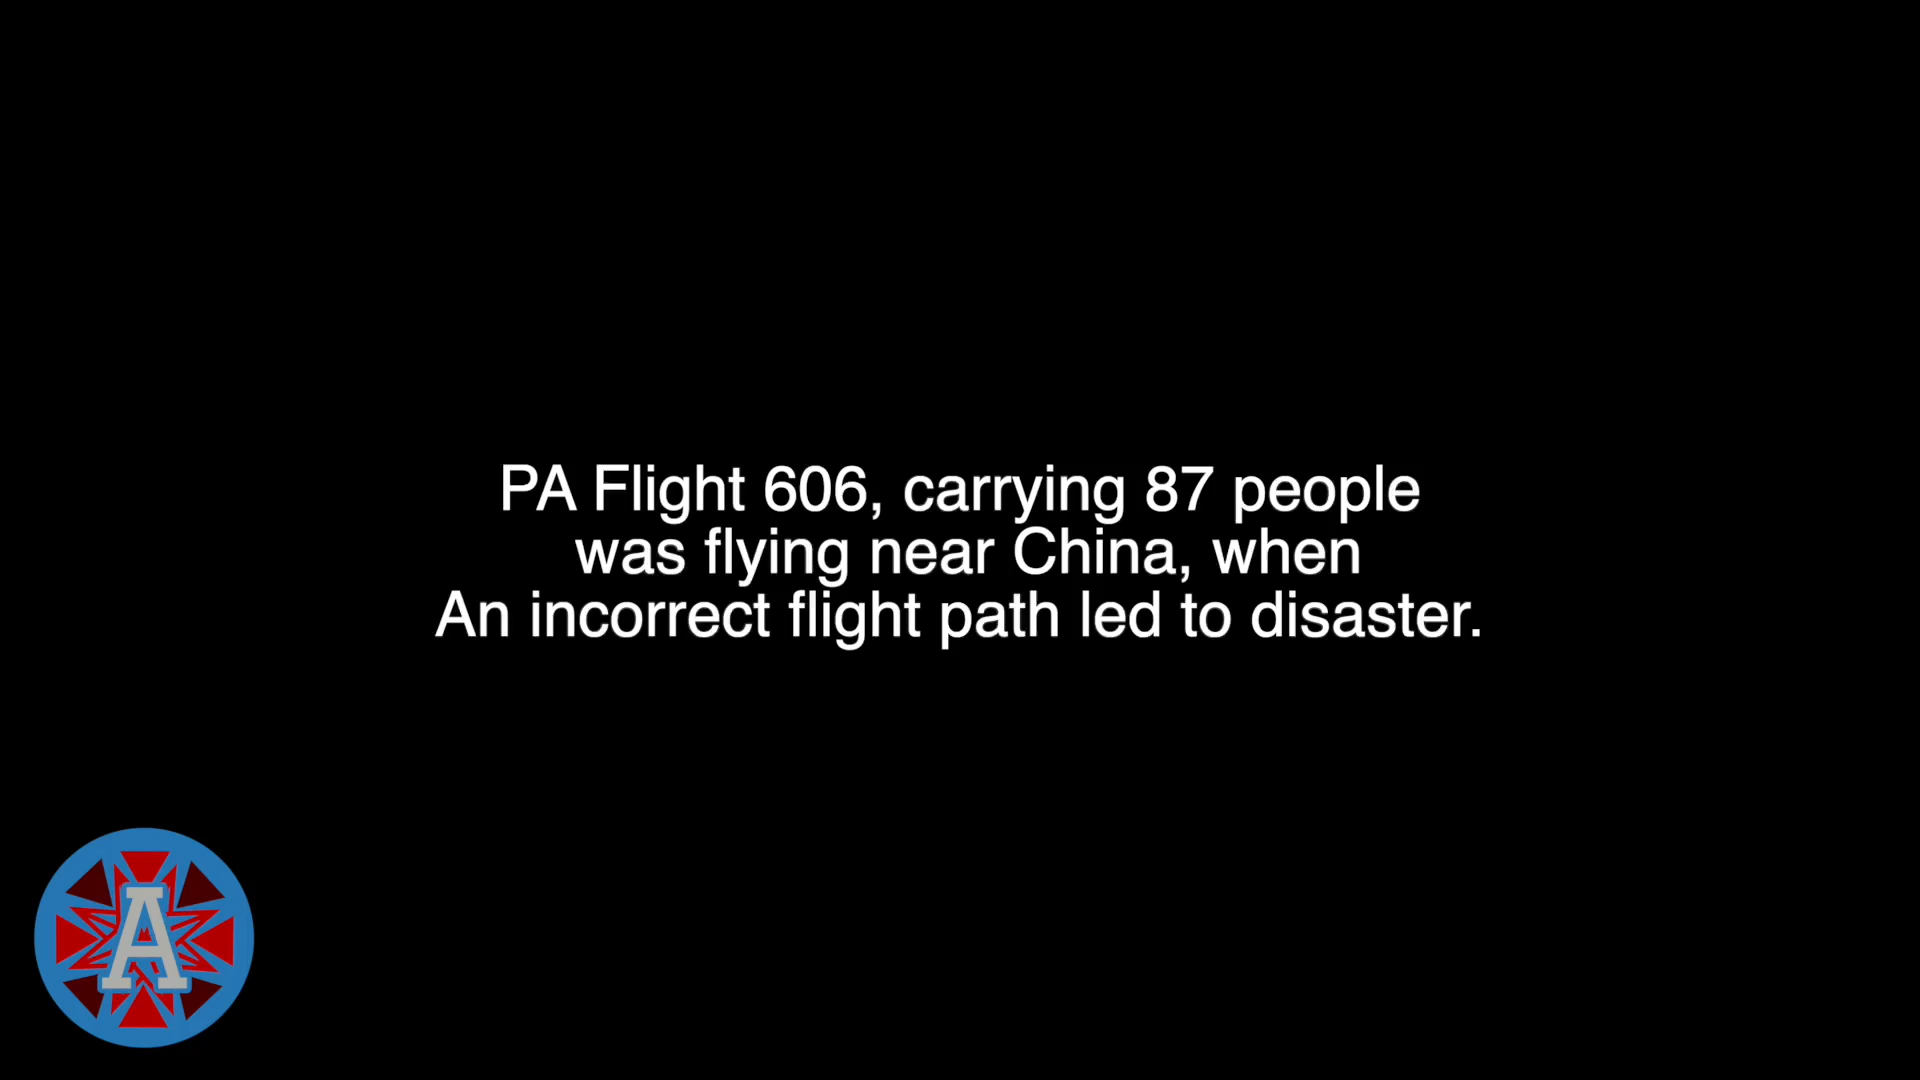 PA Flight 606, carrying 87 people
was flying near China, when
An incorrect flight path led to disaster.
A